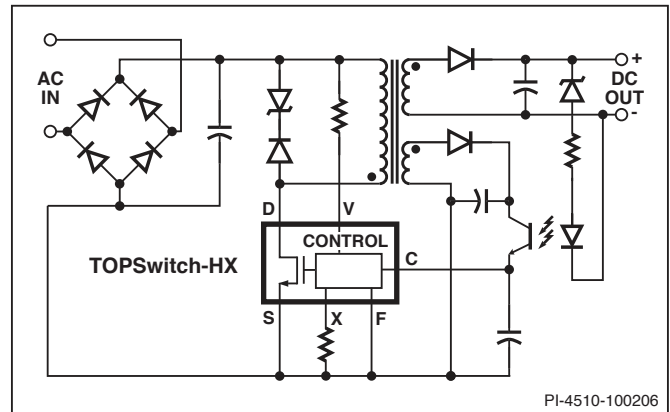 AC
IN
+
DC
OUT
-
D
V
CONTROL
TOPSwitch-HX
C
S
X
F
PI-4510-100206